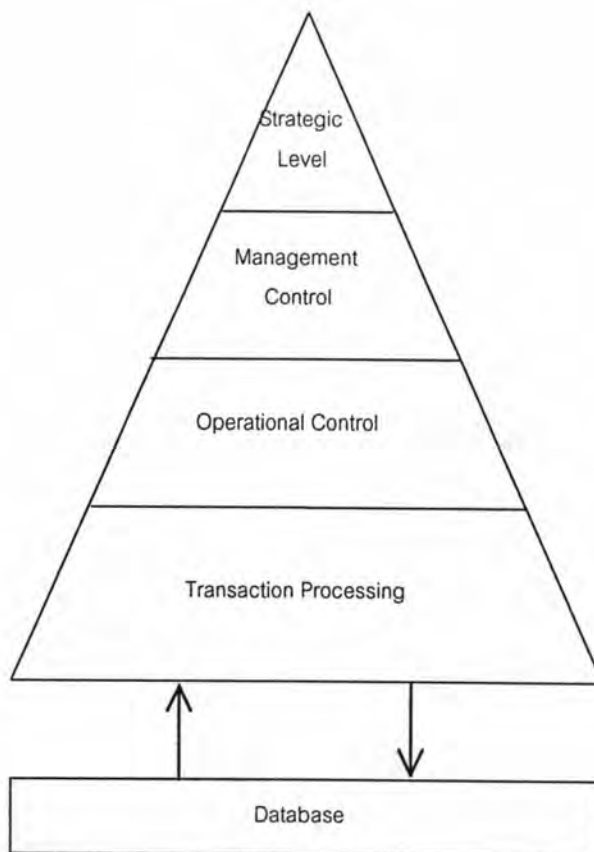 Strategic
Level
Management
Control
Operational Control
Transaction Processing
Database